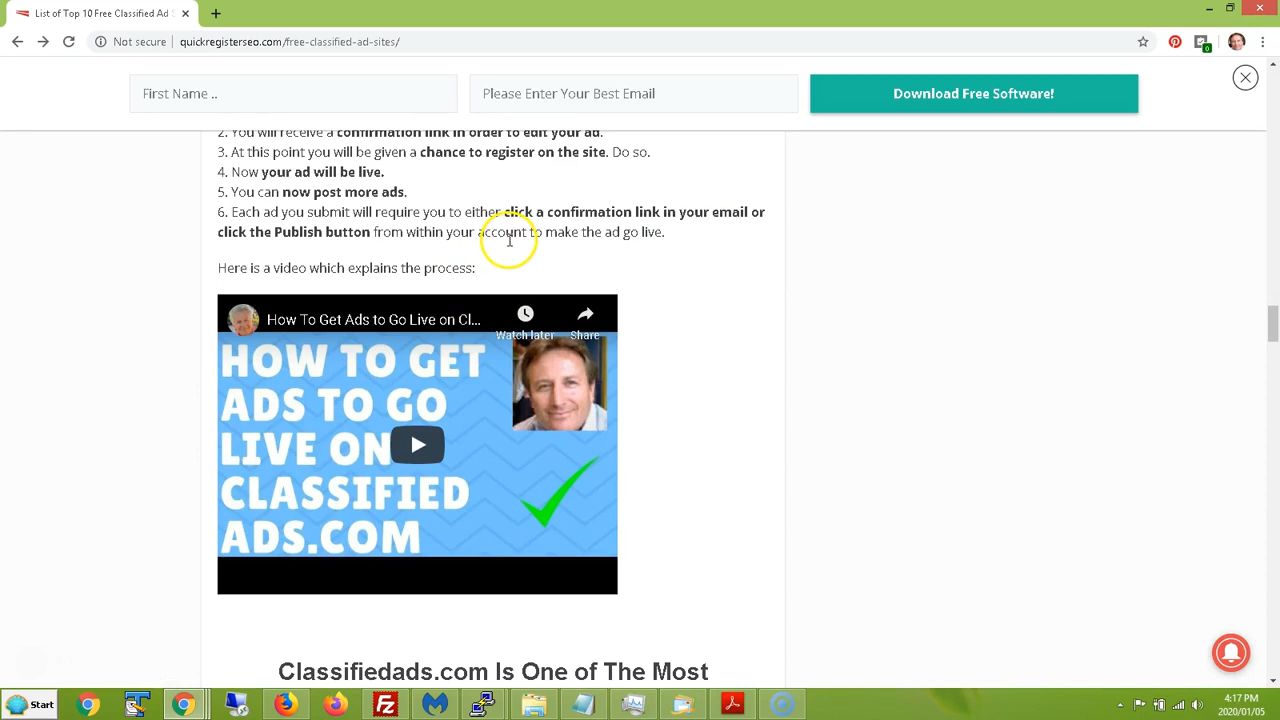 List of Top 10 Free Classified Ad S
Not secure
quickregisterseo.com/free-classified-ad-sites/
0
First Name ..
Please Enter Your Best Email
Download Free Software!
2. You will receive a confirmation link in order to edit your ad.
3. At this point you will be given a chance to register on the site. Do so.
4. Now your ad will be live.
5. You can now post more ads.
6. Each ad you submit will require you to either click a confirmation link in your email or
click the Publish button from within your account to make the ad go live.
Here is a video which explains the process:
How To Get Ads to Go Live on Cl...
Watch later
Share
HOW TO GET
ADS TO GO
LIVE ON
CLASSIFIED
ADS.COM
Classifiedads.com Is One of The Most
Start
Fz
4:17 PM
2020/01/05